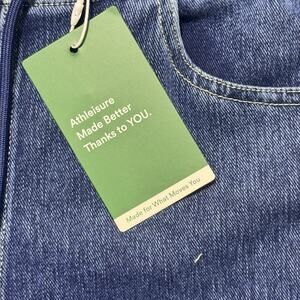 Athleisure
Made Better
Thanks to YOU.
Made for What Moves You